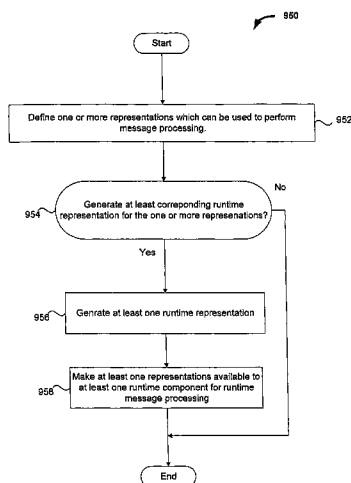 950
Start
Define one or more representations which can be used to perform
message processing.
952
No
Generate at least correponding runtime
representation for the one or more represenations?
954
Yes
Genrate at least one runtime representation
956
Make at least one representations available to
at least one runtime component for runtime
message processing
958
End